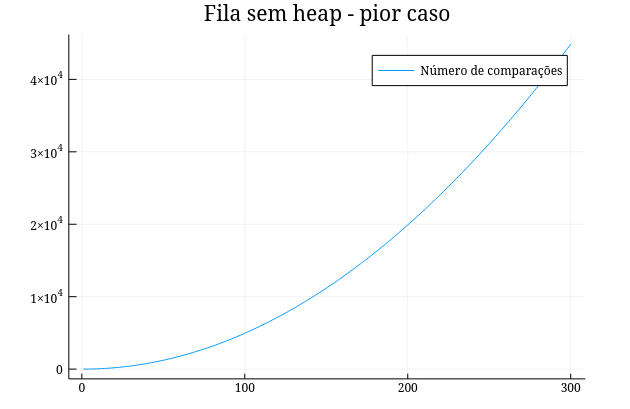 Fila sem heap - pior caso
Número de comparações
4×10⁴
3×10⁴
2×10⁴
1×10⁴
0
0 100 200 300